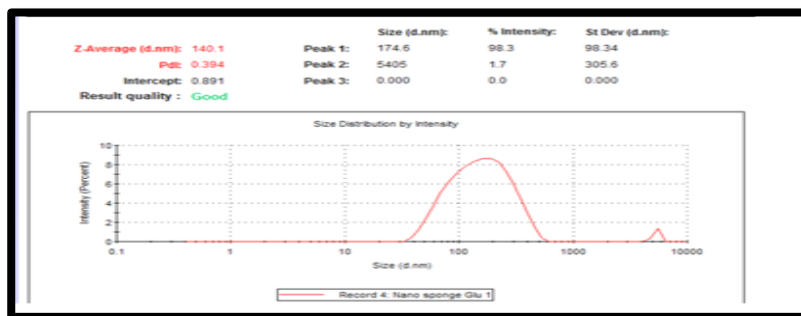 Size (d.nm): % Intensity: St Dev (d.nm):
Z-Average (d.nm): 140.1 Peak 1: 174.6 98.3 98.34
PdI: 0.394 Peak 2: 5405 1.7 305.6
Intercept: 0.891 Peak 3: 0.000 0.0 0.000
Result quality : Good
Size Distribution by Intensity
Intensity (Percent)
10
8
6
4
2
0
0.1 1 10 100 1000 10000
Size (d.nm)
Record 4: Nano sponge Glu 1